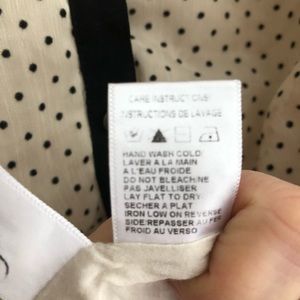 CARE INSTRUCTIONS:
INSTRUCTIONS DE LAVAGE
HAND WASH COLD
LAVER A LA MAIN
A L'EAU FROIDE
DO NOT BLEACHINE
PAS JAVELLISER
LAY FLAT TO DRY
SECHER A PLAT
IRON LOW ON REVERSE
SIDE/REPASSER AU FER
FROID AU VERSO